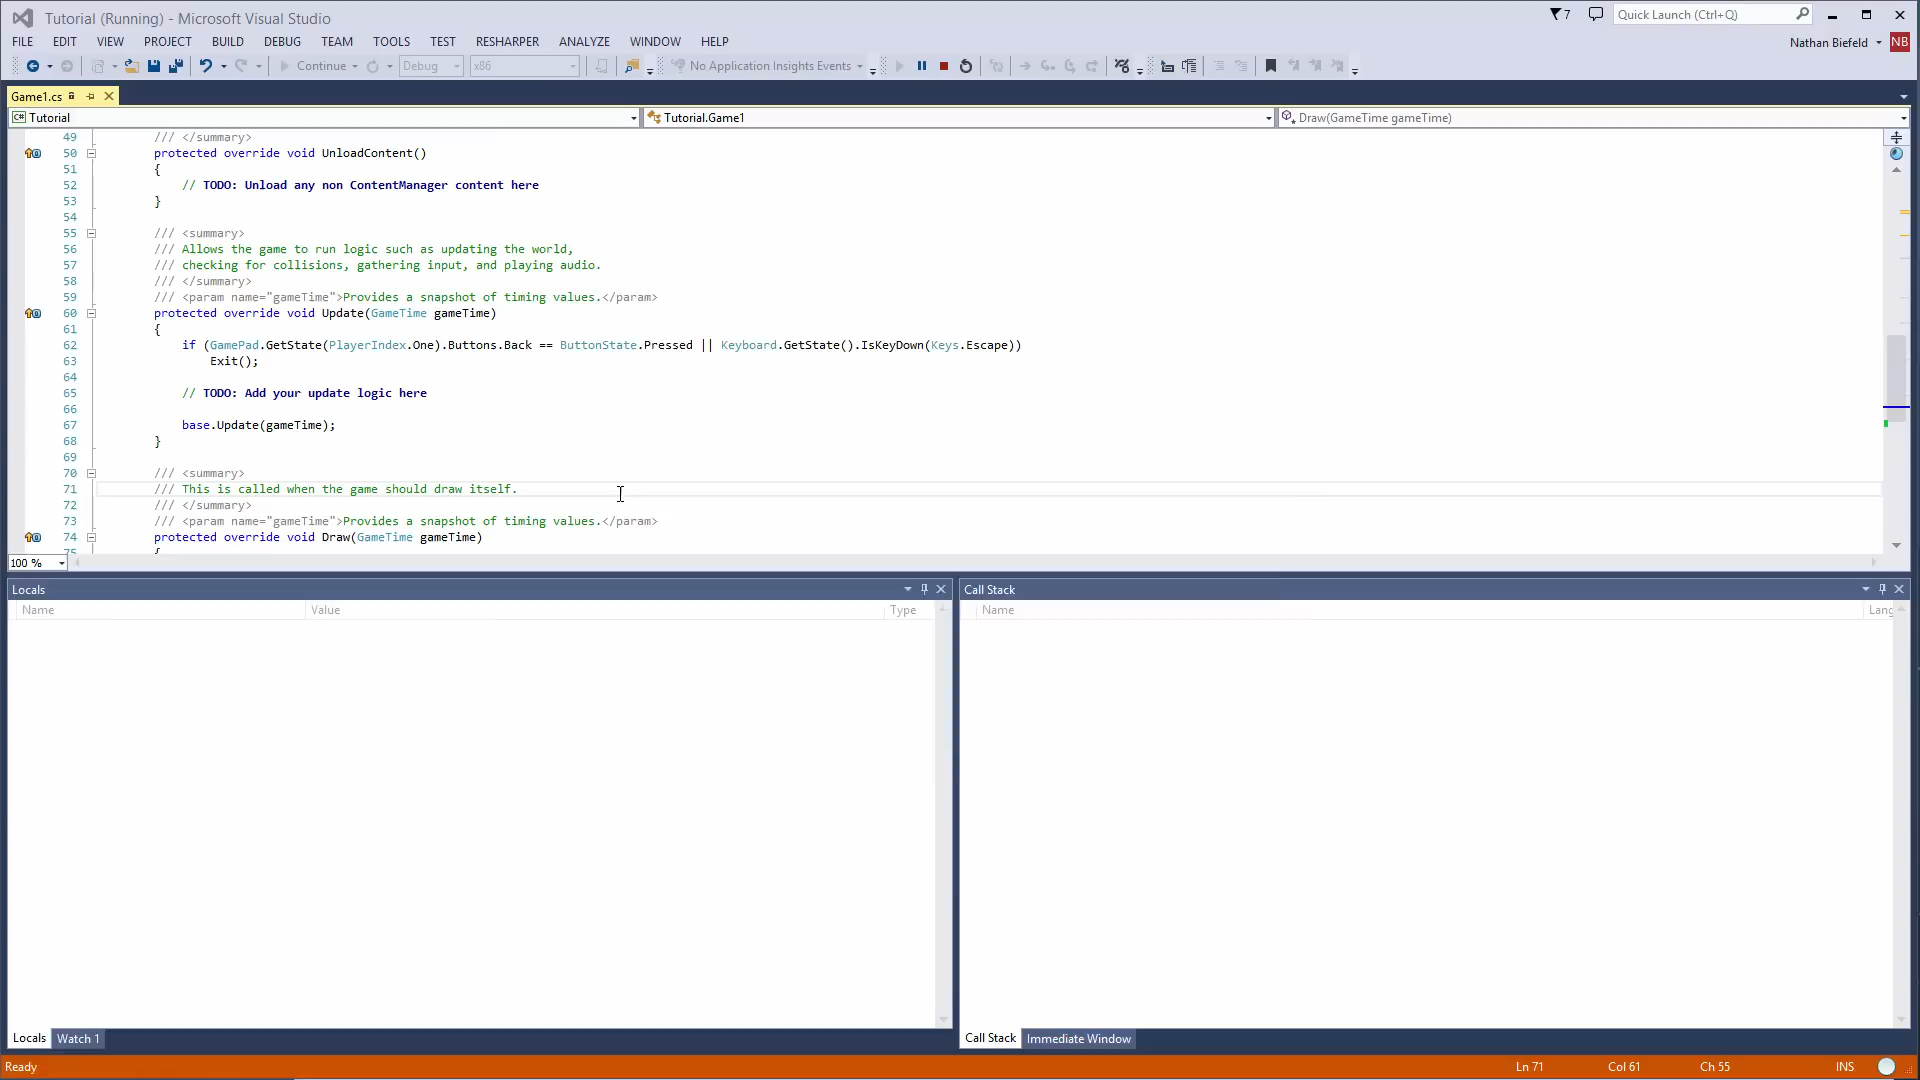 Tutorial (Running) - Microsoft Visual Studio
7
Quick Launch (Ctrl+Q)
FILE EDIT VIEW PROJECT BUILD DEBUG TEAM TOOLS TEST RESHARPER ANALYZE WINDOW HELP
Nathan Biefeld NB
Continue Debug x86 No Application Insights Events
Game1.cs
C# Tutorial Tutorial.Game1 Draw(GameTime gameTime)
49 /// </summary>
50 protected override void UnloadContent()
51 {
52 // TODO: Unload any non ContentManager content here
53 }
54
55 /// <summary>
56 /// Allows the game to run logic such as updating the world,
57 /// checking for collisions, gathering input, and playing audio.
58 /// </summary>
59 /// <param name="gameTime">Provides a snapshot of timing values.</param>
60 protected override void Update(GameTime gameTime)
61 {
62 if (GamePad.GetState(PlayerIndex.One).Buttons.Back == ButtonState.Pressed || Keyboard.GetState().IsKeyDown(Keys.Escape))
63 Exit();
64
65 // TODO: Add your update logic here
66
67 base.Update(gameTime);
68 }
69
70 /// <summary>
71 /// This is called when the game should draw itself.
72 /// </summary>
73 /// <param name="gameTime">Provides a snapshot of timing values.</param>
74 protected override void Draw(GameTime gameTime)
75 {
100 %
Locals
Name Value Type
Call Stack
Name Lang
Locals Watch 1
Call Stack Immediate Window
Ready Ln 71 Col 61 Ch 55 INS